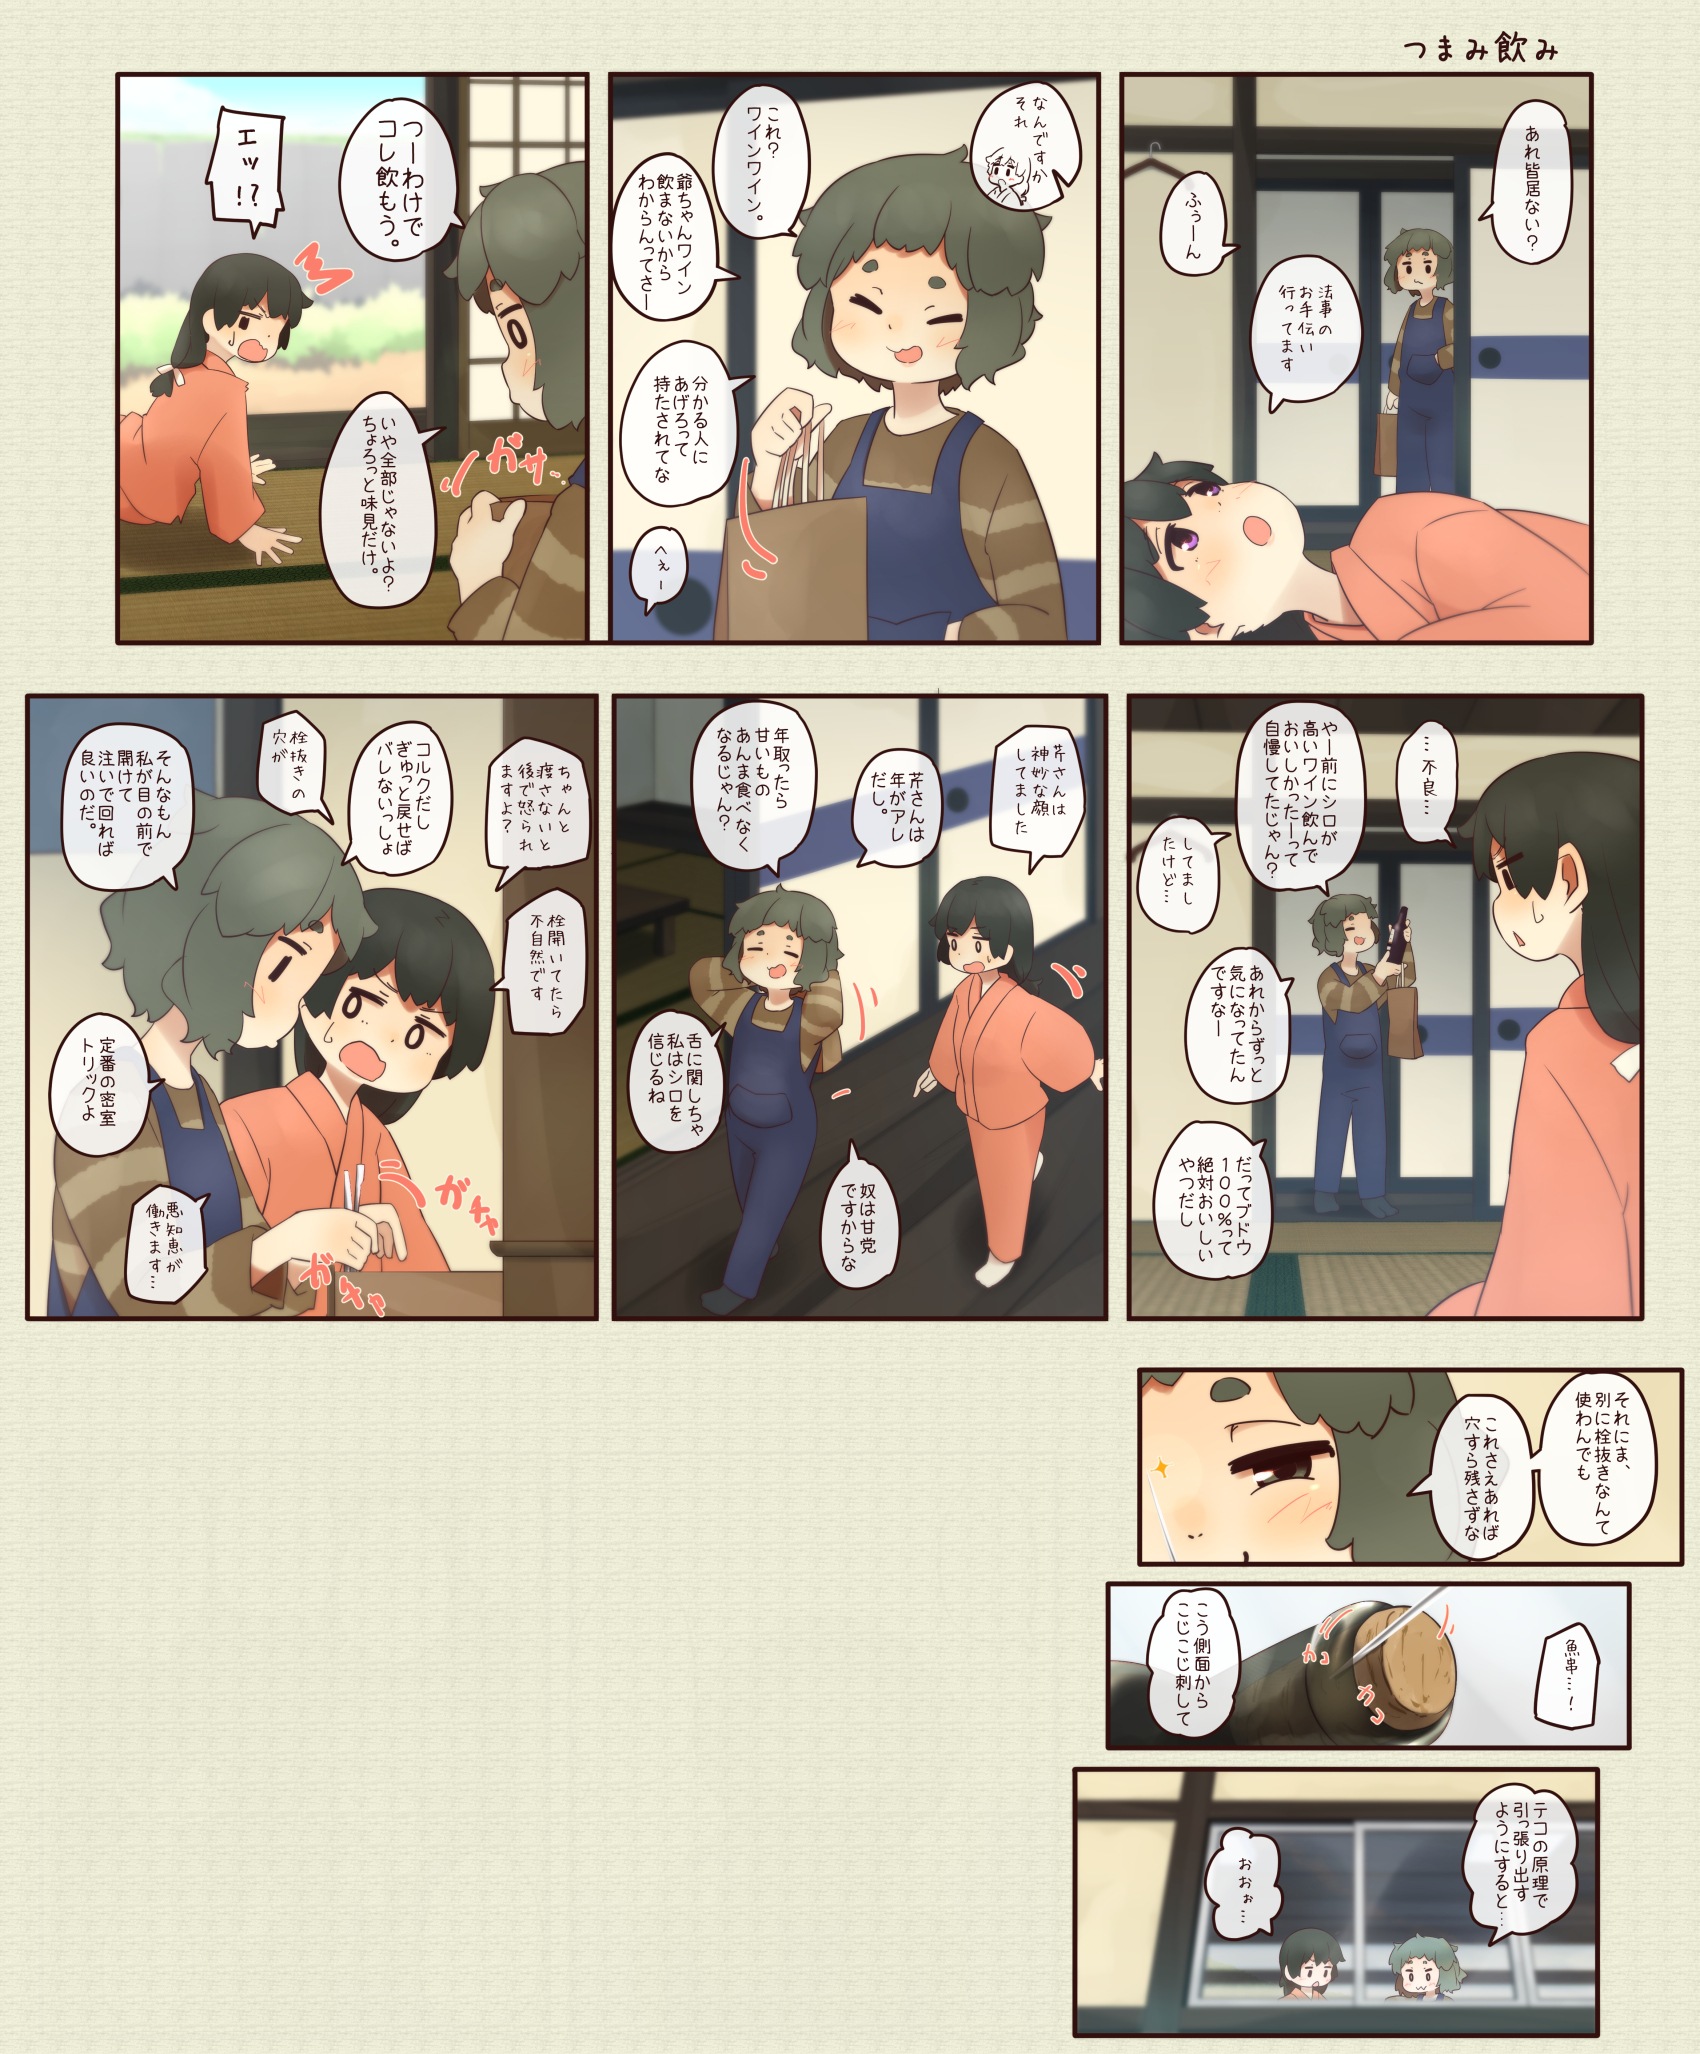 つまみ飲み
あれ皆居ない？
法事の
お手伝い
行ってます
ふぅーん
なんですか
それ
これ？
ワインワイン。
爺ちゃんワイン
飲まないから
わからんってさー
分かる人に
あげろって
持たされてな
へぇー
つーわけで
コレ飲もう。
エッ!?
ガサ…
いや全部じゃないよ？
ちょろっと味見だけ。
…不良…
やー前にシロが
高いワイン飲んで
おいしかったーって
自慢してたじゃん？
してまし
たけど…
あれからずっと
気になってたん
ですなー
だってブドウ
100％って
絶対おいしい
やつだし
芹さんは
神妙な顔
してました
芹さんは
年がアレ
だし。
年取ったら
甘いもの
あんま食べなく
なるじゃん？
舌に関しちゃ
私はシロを
信じるね
奴は甘党
ですからな
ちゃんと
渡さないと
後で怒られ
ますよ？
栓開いてたら
不自然です
コルクだし
ぎゅっと戻せば
バレないっしょ
栓抜きの
穴が
そんなもん
私が目の前で
開けて
注いで回れば
良いのだ。
定番の密室
トリックよ
悪知恵が
働きます…
ガチャ
ガチャ
それにま、
別に栓抜きなんて
使わんでも
これさえあれば
穴すら残さずな
魚串…！
こう側面から
こじこじ刺して
かっ
かっ
テコの原理で
引っ張り出す
ようにすると…
おおぉ…